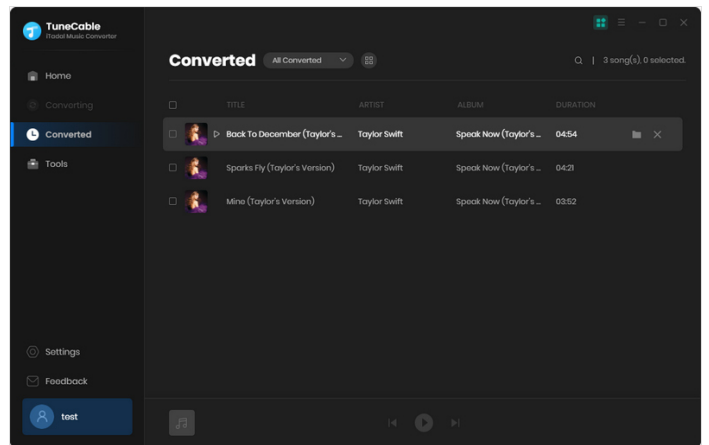 TuneCable
iTidal Music Converter
Home
Converting
Converted
Tools
Settings
Feedback
test
Converted
All Converted
3 song(s), 0 selected.
TITLE ARTIST ALBUM DURATION
Back To December (Taylor's ... Taylor Swift Speak Now (Taylor's ... 04:54
Sparks Fly (Taylor's Version) Taylor Swift Speak Now (Taylor's ... 04:21
Mine (Taylor's Version) Taylor Swift Speak Now (Taylor's ... 03:52